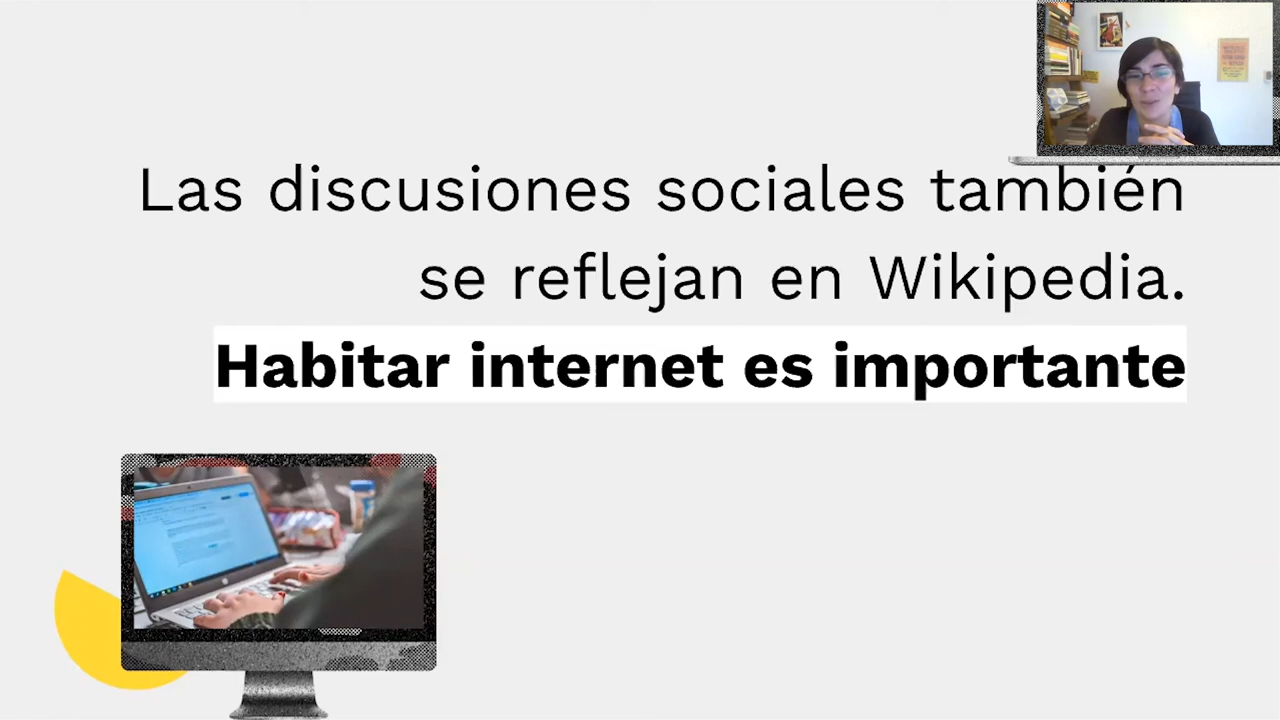 Las discusiones sociales también
se reflejan en Wikipedia.
Habitar internet es importante